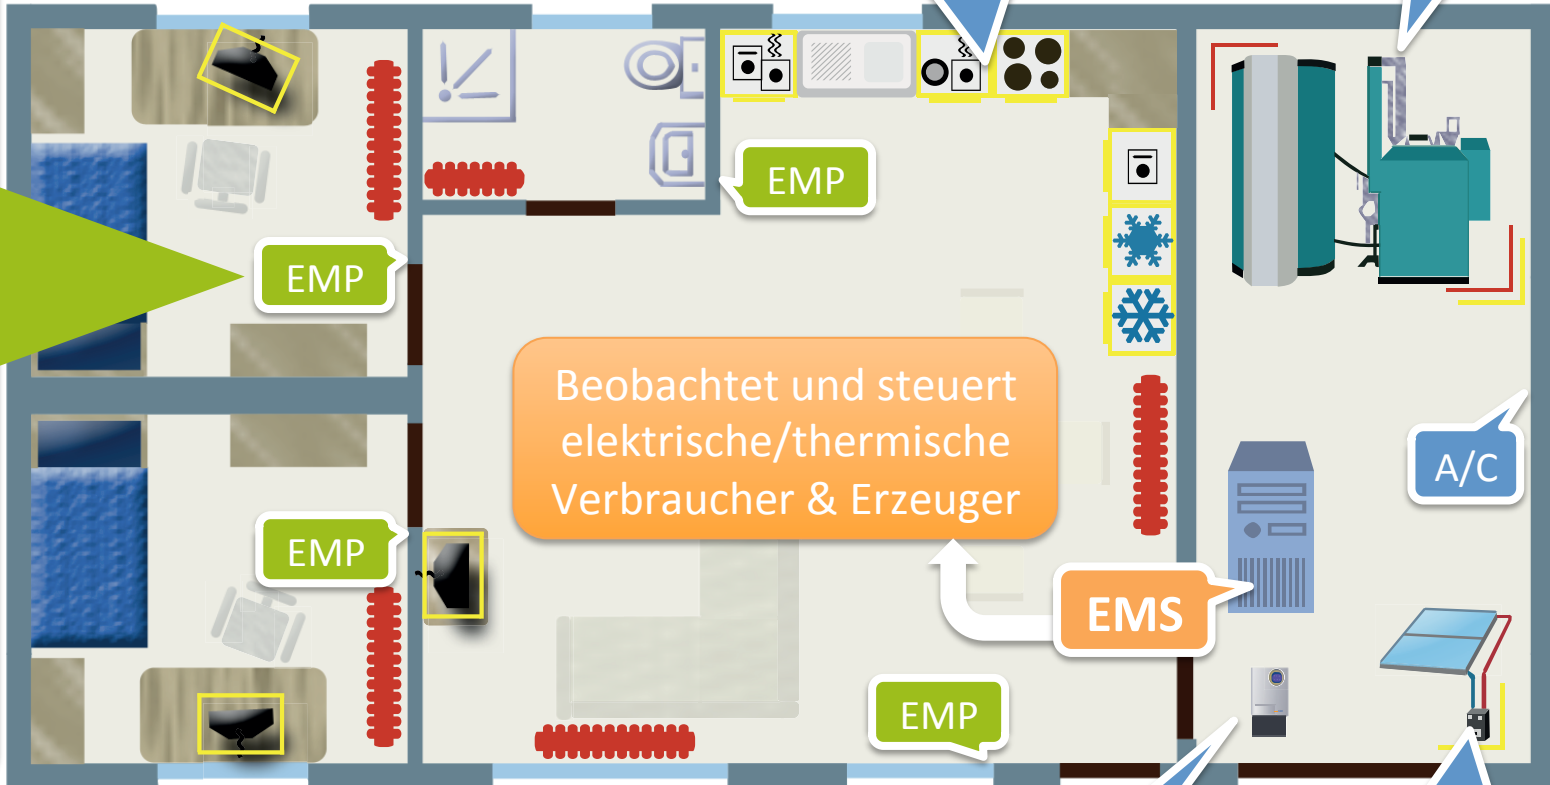 EMP
EMP
Beobachtet und steuert
elektrische/thermische
Verbraucher & Erzeuger
A/C
EMP
EMS
EMP